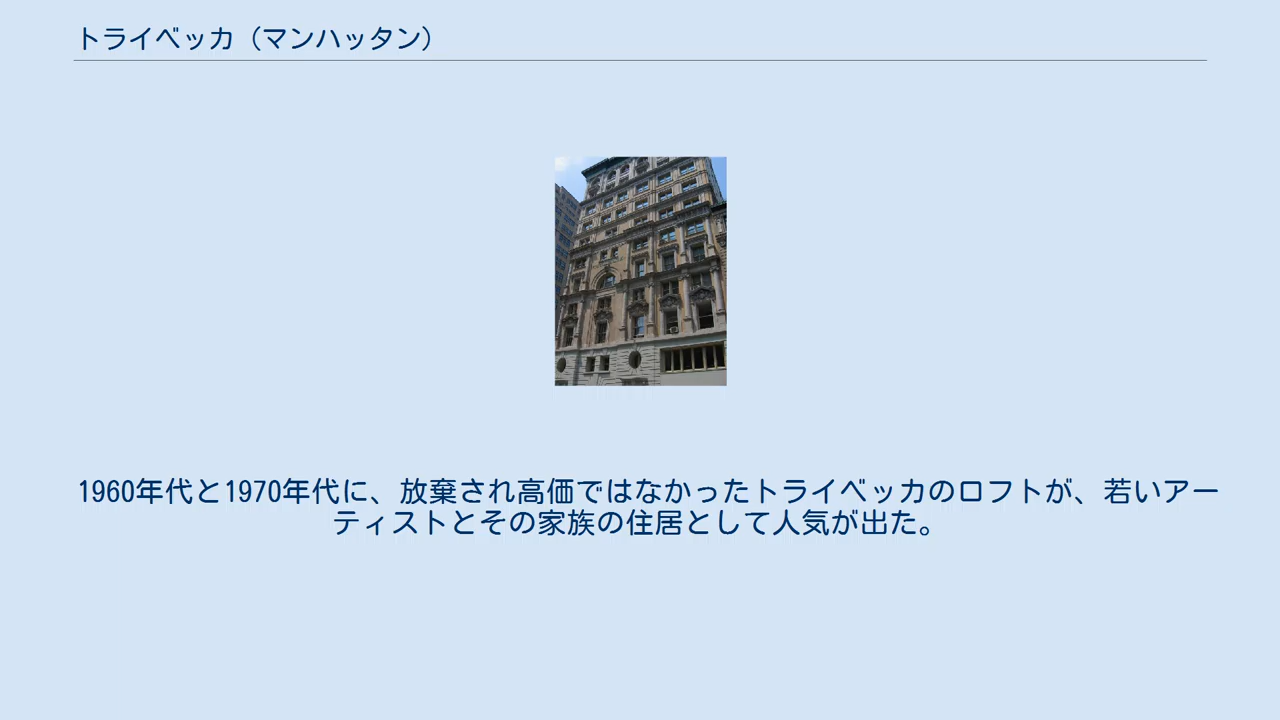 トライベッカ（マンハッタン）
1960年代と1970年代に、放棄され高価ではなかったトライベッカのロフトが、若いアー
ティストとその家族の住居として人気が出た。